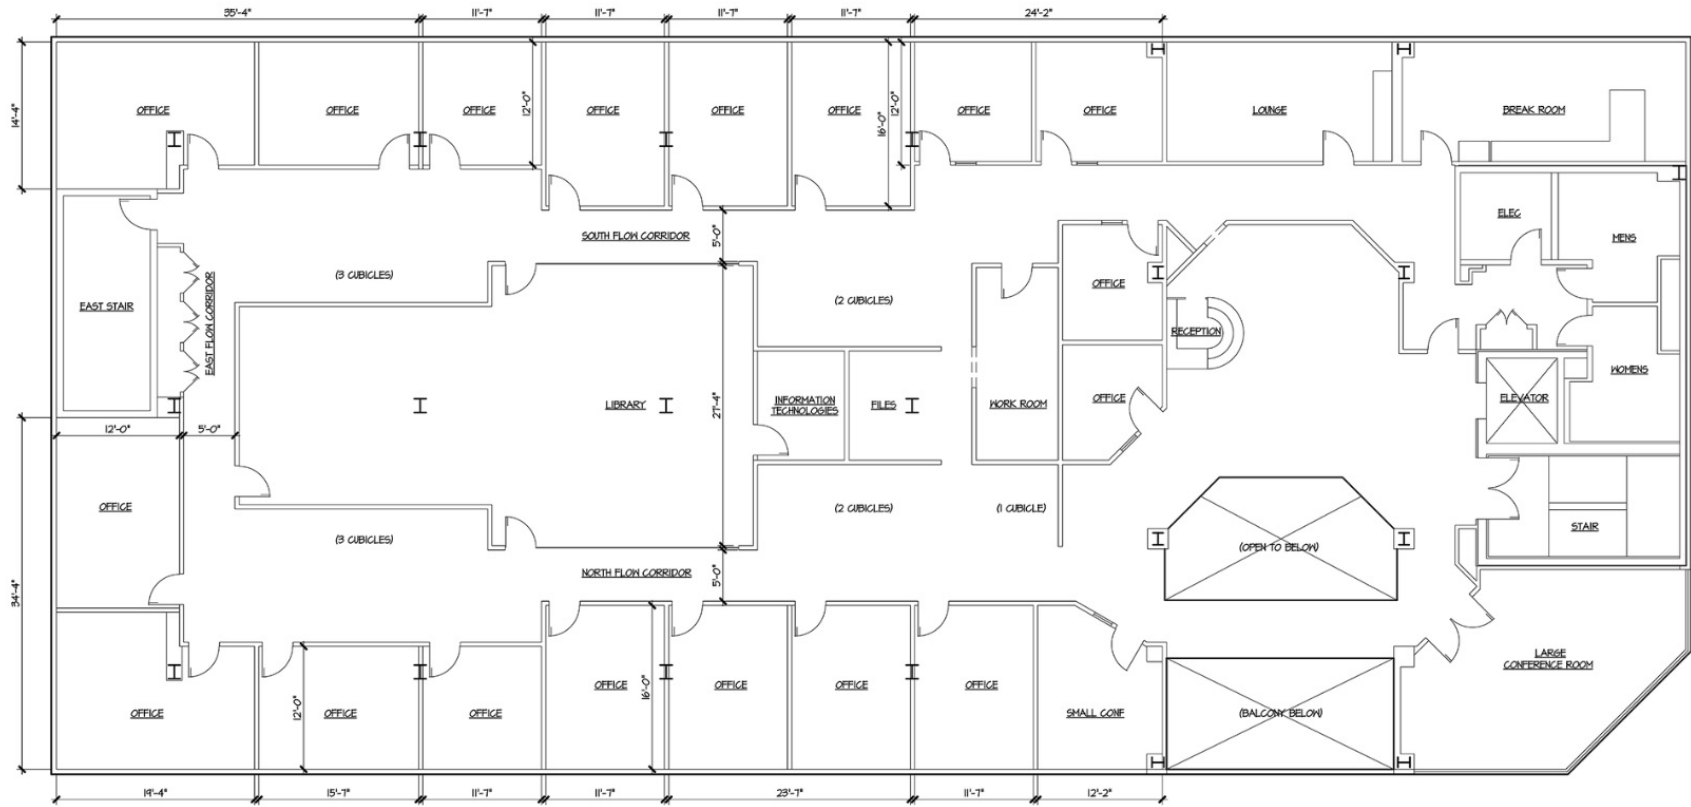 35'-4"
11'-7"
11'-7"
11'-7"
11'-7"
24'-2"
14'-4"
OFFICE
OFFICE
OFFICE
12'-0"
OFFICE
OFFICE
OFFICE
16'-0"
12'-0"
OFFICE
OFFICE
LOUNGE
BREAK ROOM
ELEC
MENS
SOUTH FLOW CORRIDOR
5'-0"
(3 CUBICLES)
EAST STAIR
EAST FLOW CORRIDOR
(2 CUBICLES)
OFFICE
RECEPTION
WOMENS
LIBRARY
27'-4"
INFORMATION
TECHNOLOGIES
FILES
WORK ROOM
OFFICE
ELEVATOR
12'-0"
5'-0"
OFFICE
(3 CUBICLES)
(2 CUBICLES)
(1 CUBICLE)
STAIR
(OPEN TO BELOW)
34'-4"
NORTH FLOW CORRIDOR
5'-0"
LARGE
CONFERENCE ROOM
OFFICE
12'-0"
OFFICE
OFFICE
OFFICE
16'-0"
OFFICE
OFFICE
OFFICE
SMALL CONF
(BALCONY BELOW)
19'-4"
15'-7"
11'-7"
11'-7"
23'-7"
11'-7"
12'-2"